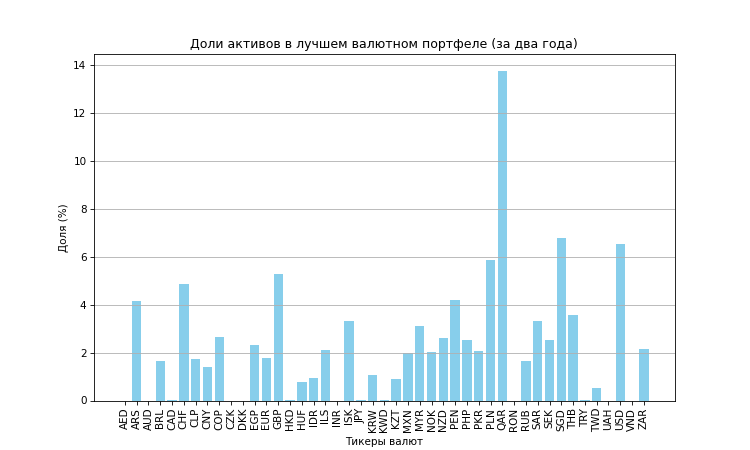 Доли активов в лучшем валютном портфеле (за два года)
14
12
10
8
6
4
2
0
Доля (%)
AED ARS AUD BRL CAD CHF CLP CNY COP CZK DKK EGP EUR GBP HKD HUF IDR ILS INR ISK JPY KRW KWD KZT MXN MYR NOK NZD PEN PHP PKR PLN QAR RON RUB SAR SEK SGD THB TRY TWD UAH USD VND ZAR
Тикеры валют